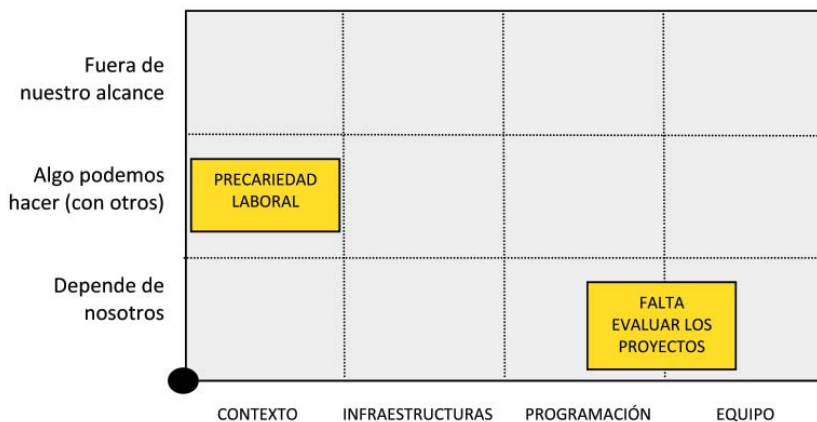 Fuera de
nuestro alcance
Algo podemos
hacer (con otros)
PRECARIEDAD
LABORAL
Depende de
nosotros
FALTA
EVALUAR LOS
PROYECTOS
CONTEXTO
INFRAESTRUCTURAS
PROGRAMACIÓN
EQUIPO